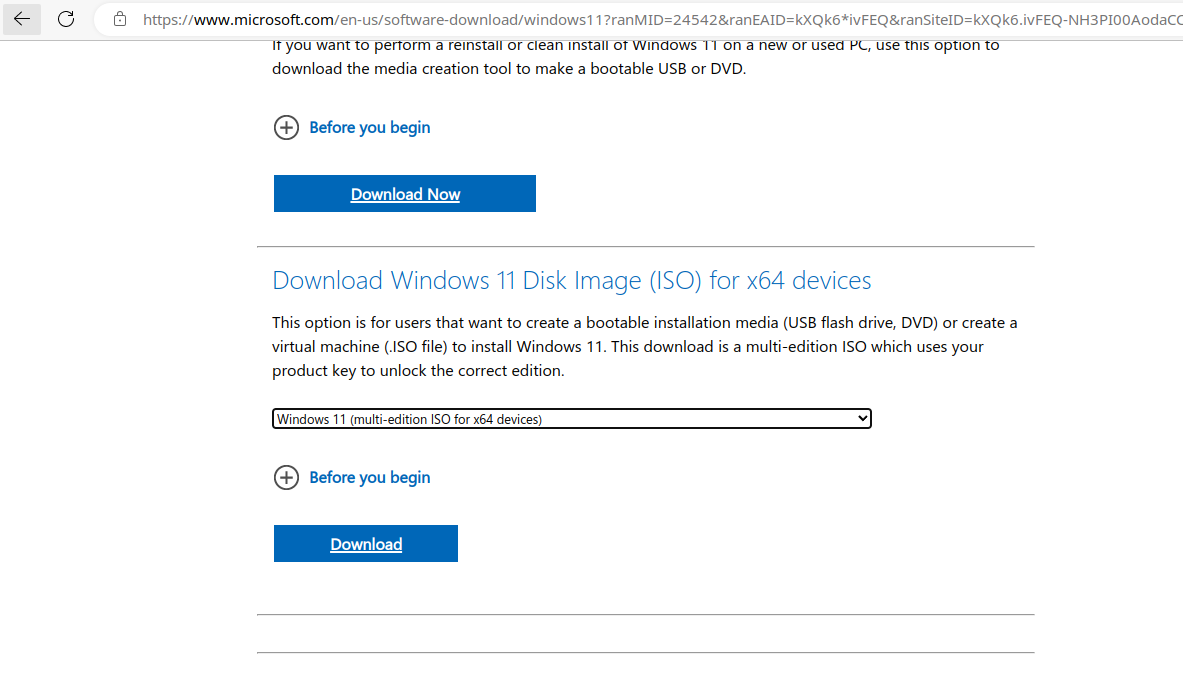 https://www.microsoft.com/en-us/software-download/windows11?ranMID=24542&ranEAID=kXQk6*ivFEQ&ranSiteID=kXQk6.ivFEQ-NH3PI00AodaCC
If you want to perform a reinstall or clean install of Windows 11 on a new or used PC, use this option to
download the media creation tool to make a bootable USB or DVD.
Before you begin
Download Now
Download Windows 11 Disk Image (ISO) for x64 devices
This option is for users that want to create a bootable installation media (USB flash drive, DVD) or create a
virtual machine (.ISO file) to install Windows 11. This download is a multi-edition ISO which uses your
product key to unlock the correct edition.
Windows 11 (multi-edition ISO for x64 devices)
Before you begin
Download